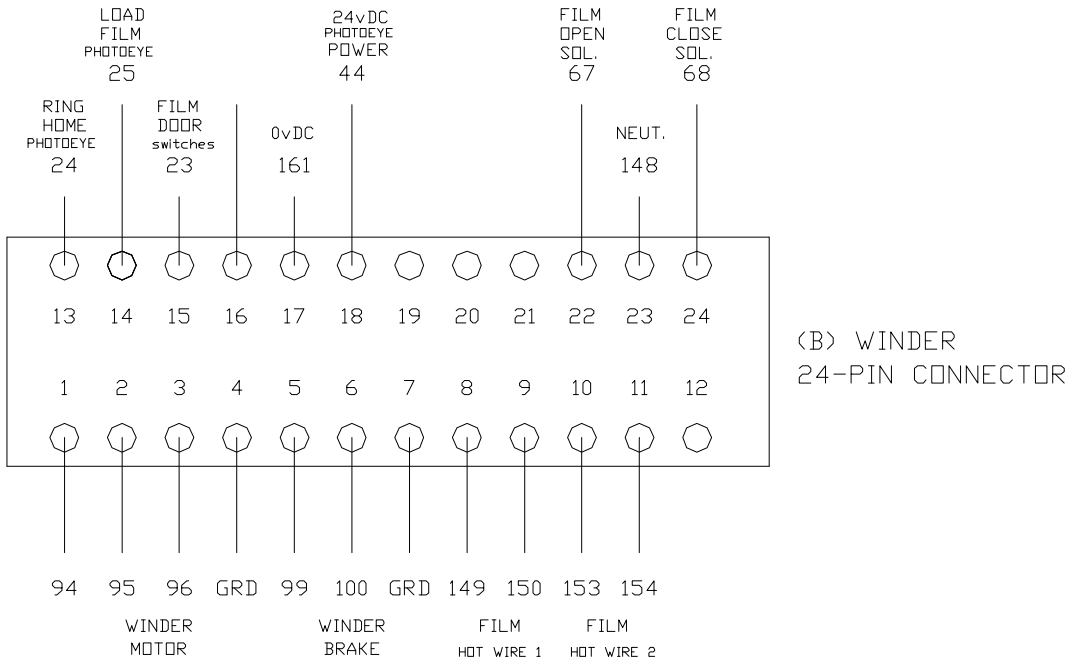 LOAD
FILM
PHOTOEYE
25
24vDC
PHOTOEYE
POWER
44
FILM
OPEN
SOL.
67
FILM
CLOSE
SOL.
68
RING
HOME
PHOTOEYE
24
FILM
DOOR
switches
23
0vDC
161
NEUT.
148
13 14 15 16 17 18 19 20 21 22 23 24
1 2 3 4 5 6 7 8 9 10 11 12
(B) WINDER
24-PIN CONNECTOR
94 95 96 GRD 99 100 GRD 149 150 153 154
WINDER
MOTOR
WINDER
BRAKE
FILM
HOT WIRE 1
FILM
HOT WIRE 2